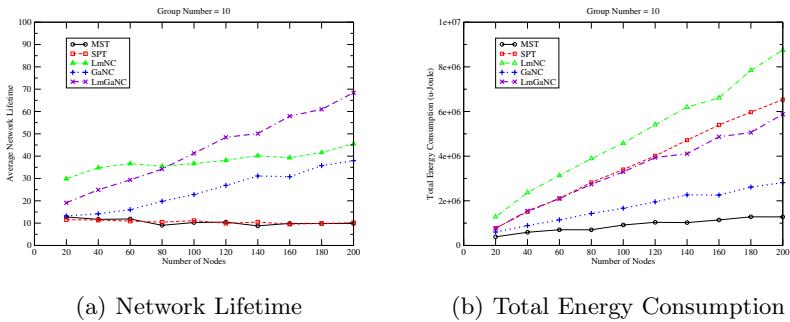 Group Number = 10
100
90
80
70
60
50
40
30
20
10
0
Average Network Lifetime
MST
SPT
LmNC
GaNC
LmGaNC
0 20 40 60 80 100 120 140 160 180 200
Number of Nodes
(a) Network Lifetime
Group Number = 10
1e+07
8e+06
6e+06
4e+06
2e+06
0
Total Energy Consumption (u-Joule)
MST
SPT
LmNC
GaNC
LmGaNC
0 20 40 60 80 100 120 140 160 180 200
Number of Nodes
(b) Total Energy Consumption